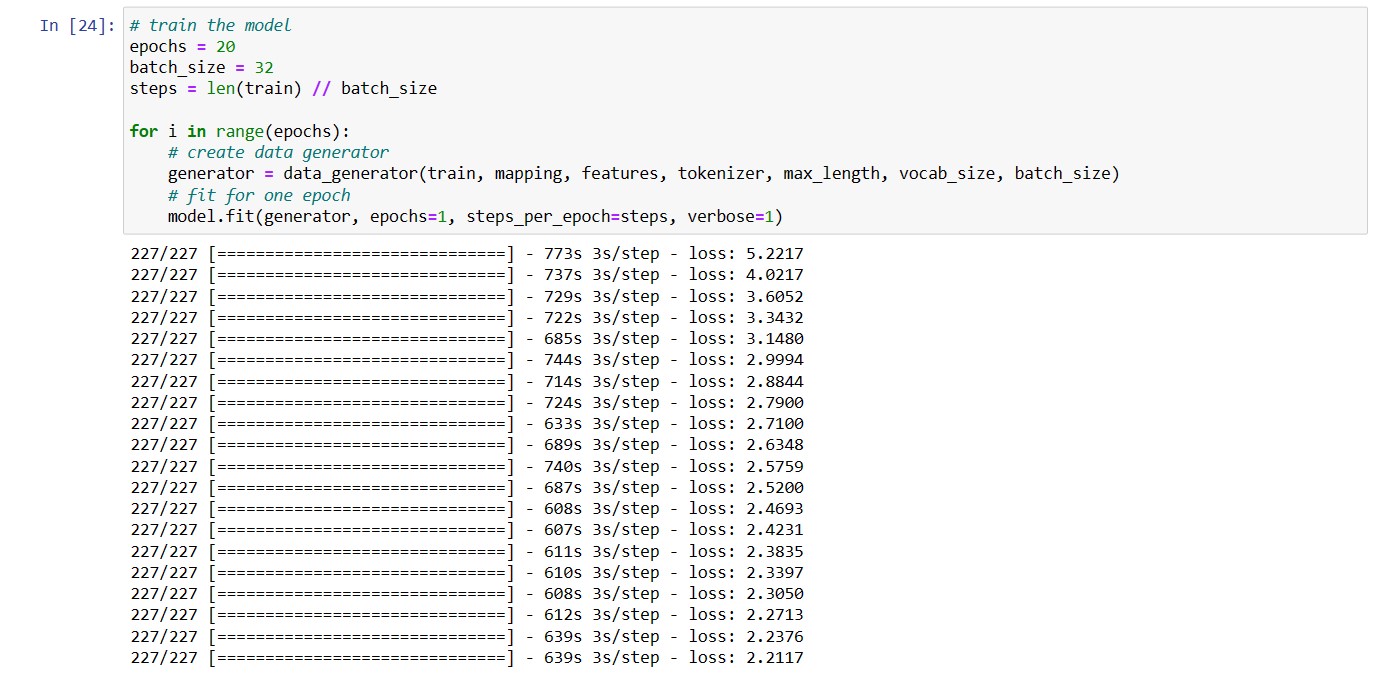 In [24]: # train the model
epochs = 20
batch_size = 32
steps = len(train) // batch_size
for i in range(epochs):
# create data generator
generator = data_generator(train, mapping, features, tokenizer, max_length, vocab_size, batch_size)
# fit for one epoch
model.fit(generator, epochs=1, steps_per_epoch=steps, verbose=1)
227/227 [==============================] - 773s 3s/step - loss: 5.2217
227/227 [==============================] - 737s 3s/step - loss: 4.0217
227/227 [==============================] - 729s 3s/step - loss: 3.6052
227/227 [==============================] - 722s 3s/step - loss: 3.3432
227/227 [==============================] - 685s 3s/step - loss: 3.1480
227/227 [==============================] - 744s 3s/step - loss: 2.9994
227/227 [==============================] - 714s 3s/step - loss: 2.8844
227/227 [==============================] - 724s 3s/step - loss: 2.7900
227/227 [==============================] - 633s 3s/step - loss: 2.7100
227/227 [==============================] - 689s 3s/step - loss: 2.6348
227/227 [==============================] - 740s 3s/step - loss: 2.5759
227/227 [==============================] - 687s 3s/step - loss: 2.5200
227/227 [==============================] - 608s 3s/step - loss: 2.4693
227/227 [==============================] - 607s 3s/step - loss: 2.4231
227/227 [==============================] - 611s 3s/step - loss: 2.3835
227/227 [==============================] - 610s 3s/step - loss: 2.3397
227/227 [==============================] - 608s 3s/step - loss: 2.3050
227/227 [==============================] - 612s 3s/step - loss: 2.2713
227/227 [==============================] - 639s 3s/step - loss: 2.2376
227/227 [==============================] - 639s 3s/step - loss: 2.2117